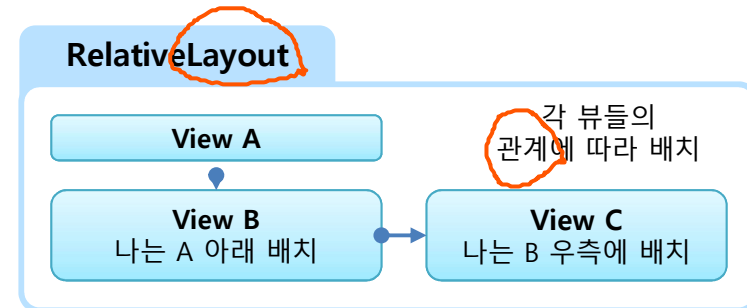 RelativeLayout
View A
각 뷰들의
관계에 따라 배치
View B
나는 A 아래 배치
View C
나는 B 우측에 배치